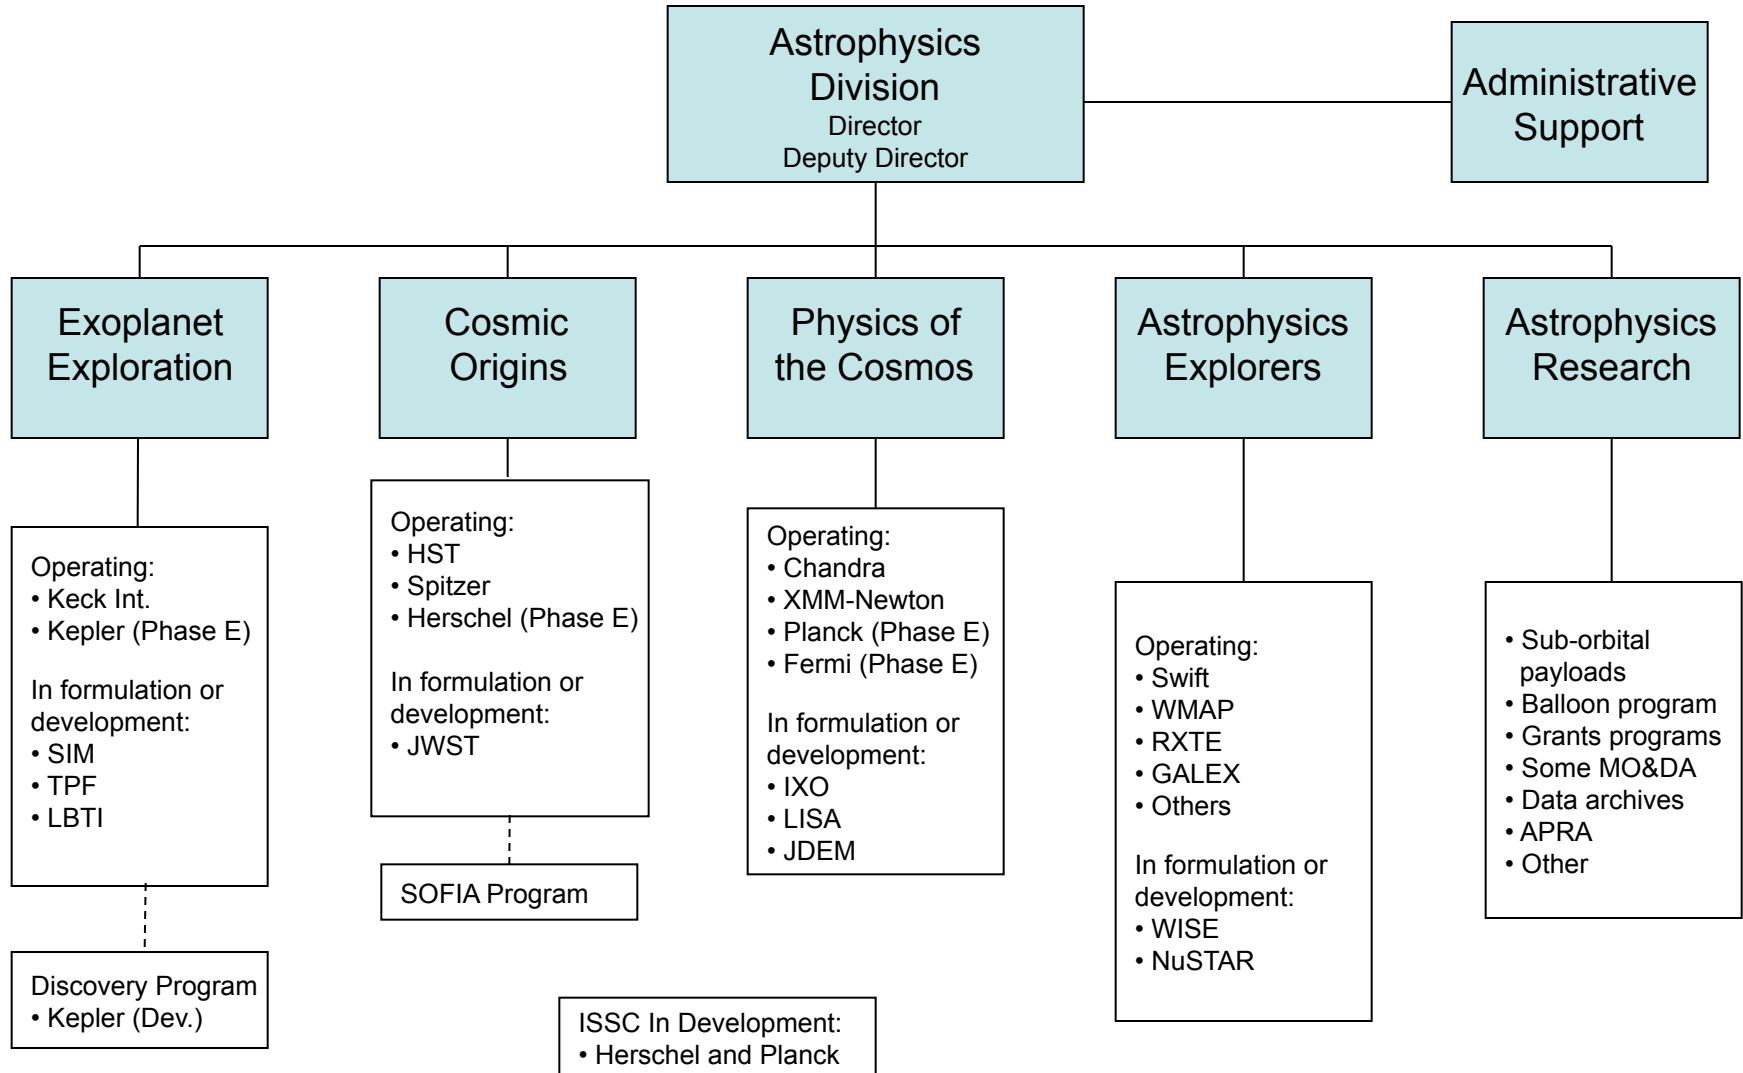 Astrophysics
Division
Director
Deputy Director
Administrative
Support
Exoplanet
Exploration
Cosmic
Origins
Physics of
the Cosmos
Astrophysics
Explorers
Astrophysics
Research
Operating:
• Keck Int.
• Kepler (Phase E)
In formulation or
development:
• SIM
• TPF
• LBTI
Discovery Program
• Kepler (Dev.)
Operating:
• HST
• Spitzer
• Herschel (Phase E)
In formulation or
development:
• JWST
SOFIA Program
Operating:
• Chandra
• XMM-Newton
• Planck (Phase E)
• Fermi (Phase E)
In formulation or
development:
• IXO
• LISA
• JDEM
ISSC In Development:
• Herschel and Planck
Operating:
• Swift
• WMAP
• RXTE
• GALEX
• Others
In formulation or
development:
• WISE
• NuSTAR
• Sub-orbital
payloads
• Balloon program
• Grants programs
• Some MO&DA
• Data archives
• APRA
• Other